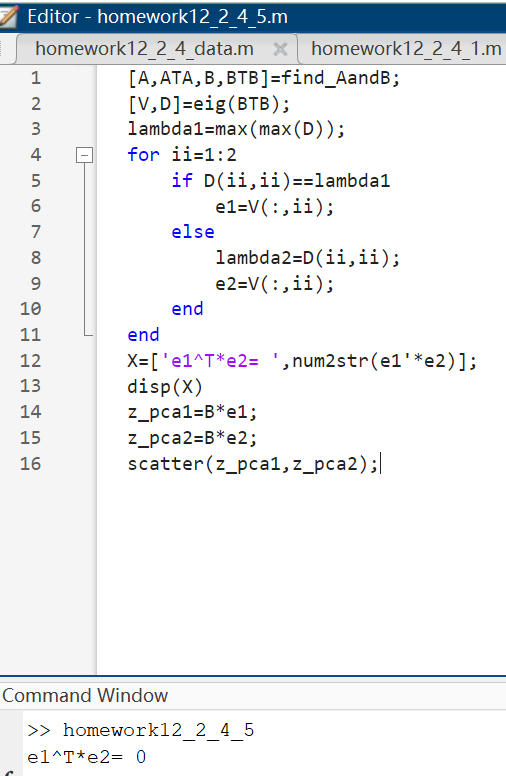 Editor - homework12_2_4_5.m
homework12_2_4_data.m × homework12_2_4_1.m
1 [A,ATA,B,BTB]=find_AandB;
2 [V,D]=eig(BTB);
3 lambda1=max(max(D));
4 for ii=1:2
5 if D(ii,ii)==lambda1
6 e1=V(:,ii);
7 else
8 lambda2=D(ii,ii);
9 e2=V(:,ii);
10 end
11 end
12 X=['e1^T*e2= ',num2str(e1'*e2)];
13 disp(X)
14 z_pca1=B*e1;
15 z_pca2=B*e2;
16 scatter(z_pca1,z_pca2);
Command Window
>> homework12_2_4_5
e1^T*e2= 0